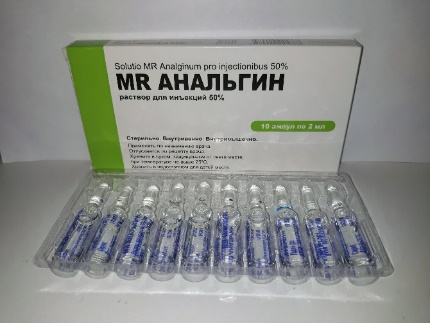 Solutio MR Analginum pro injectionibus 50%
MR АНАЛЬГИН
раствор для инъекций 50%
10 ампул по 2 мл
Стерильно. Внутривенно. Внутримышечно.
Применять по назначению врача.
Отпускается по рецепту врача.
Хранить в сухом, защищенном от света месте
при температуре не выше 25°C.
Хранить в недоступном для детей месте.